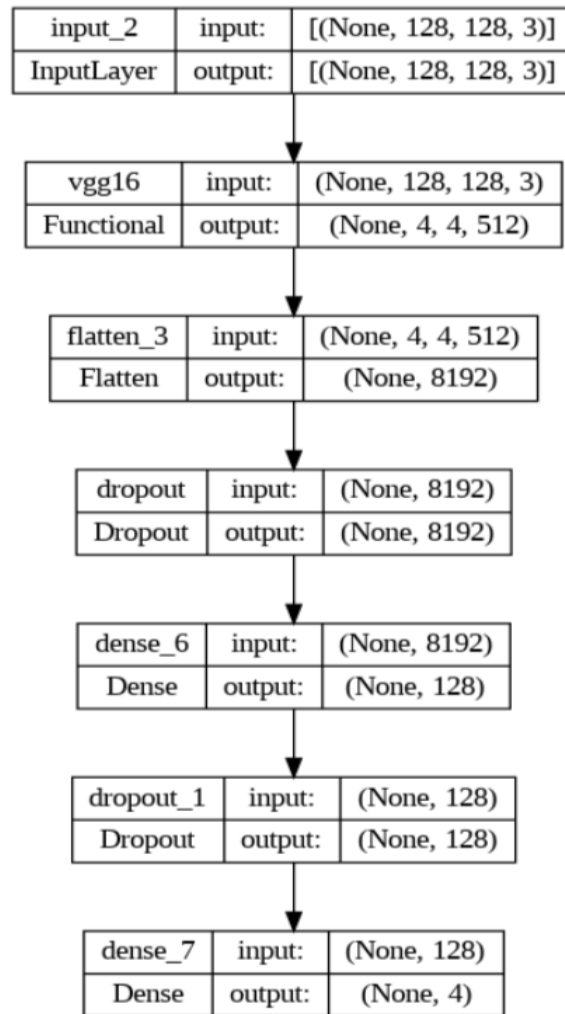 input_2 input: [(None, 128, 128, 3)]
InputLayer output: [(None, 128, 128, 3)]
vgg16 input: (None, 128, 128, 3)
Functional output: (None, 4, 4, 512)
flatten_3 input: (None, 4, 4, 512)
Flatten output: (None, 8192)
dropout input: (None, 8192)
Dropout output: (None, 8192)
dense_6 input: (None, 8192)
Dense output: (None, 128)
dropout_1 input: (None, 128)
Dropout output: (None, 128)
dense_7 input: (None, 128)
Dense output: (None, 4)